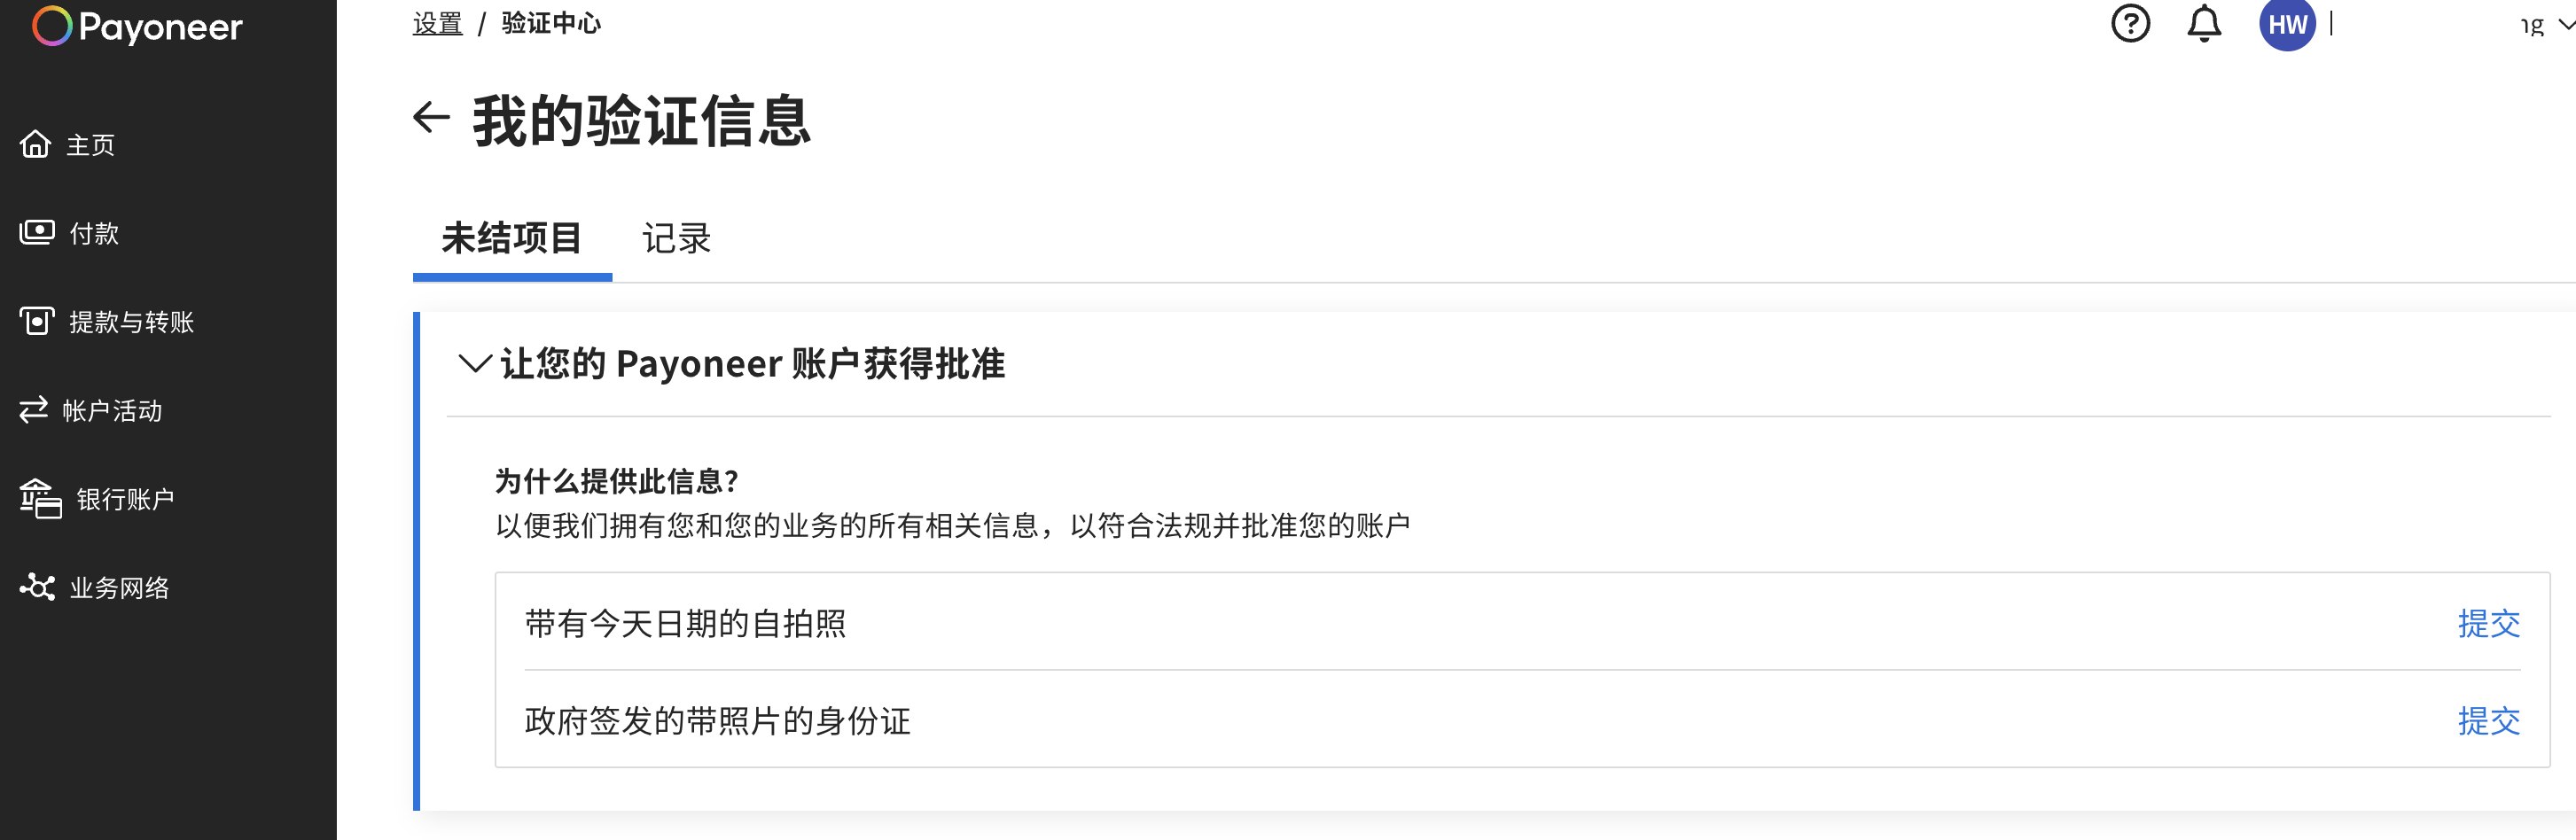 Payoneer
设置 / 验证中心
HW
我的验证信息
主页
付款
提款与转账
帐户活动
银行账户
业务网络
未结项目 记录
让您的 Payoneer 账户获得批准
为什么提供此信息？
以便我们拥有您和您的业务的所有相关信息，以符合法规并批准您的账户
带有今天日期的自拍照 提交
政府签发的带照片的身份证 提交